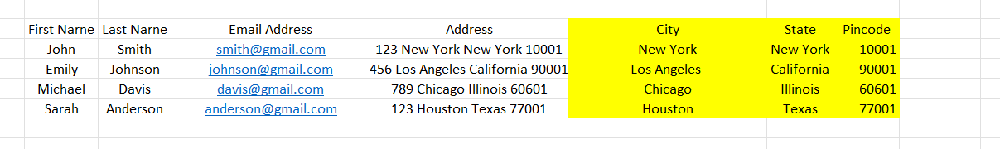 First Name Last Name Email Address Address City State Pincode
John Smith smith@gmail.com 123 New York New York 10001 New York New York 10001
Emily Johnson johnson@gmail.com 456 Los Angeles California 90001 Los Angeles California 90001
Michael Davis davis@gmail.com 789 Chicago Illinois 60601 Chicago Illinois 60601
Sarah Anderson anderson@gmail.com 123 Houston Texas 77001 Houston Texas 77001